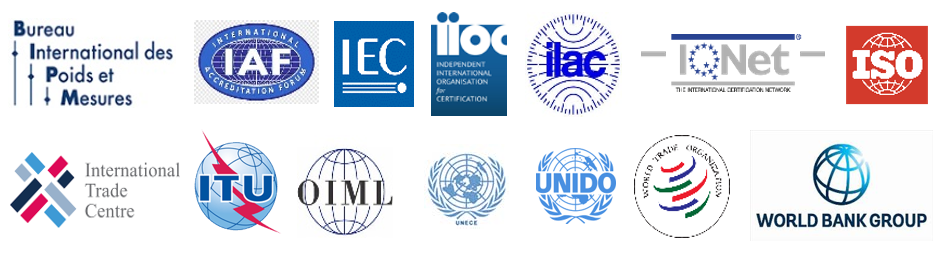 Bureau
International des
Poids et
Mesures
INTERNATIONAL
IAF
ACCREDITATION FORUM
IEC
iioc
INDEPENDENT
INTERNATIONAL
ORGANISATION
for
CERTIFICATION
ilac
IQNet
®
THE INTERNATIONAL CERTIFICATION NETWORK
ISO
International
Trade
Centre
ITU
OIML
UNECE
UNIDO
WORLD TRADE ORGANIZATION
WORLD BANK GROUP